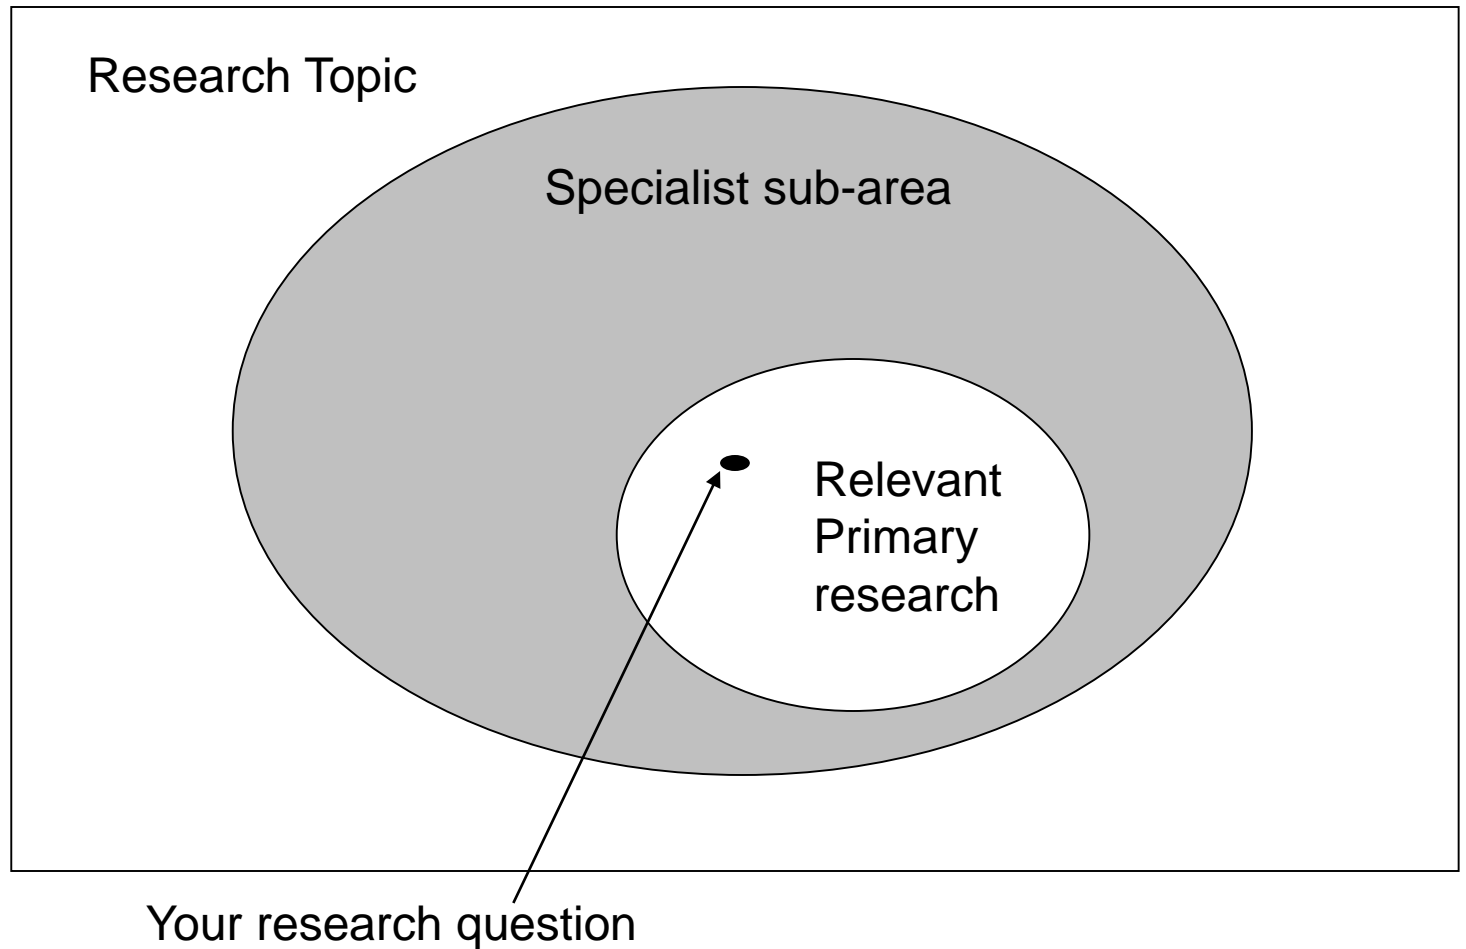 Research Topic
Specialist sub-area
Relevant
Primary
research
Your research question